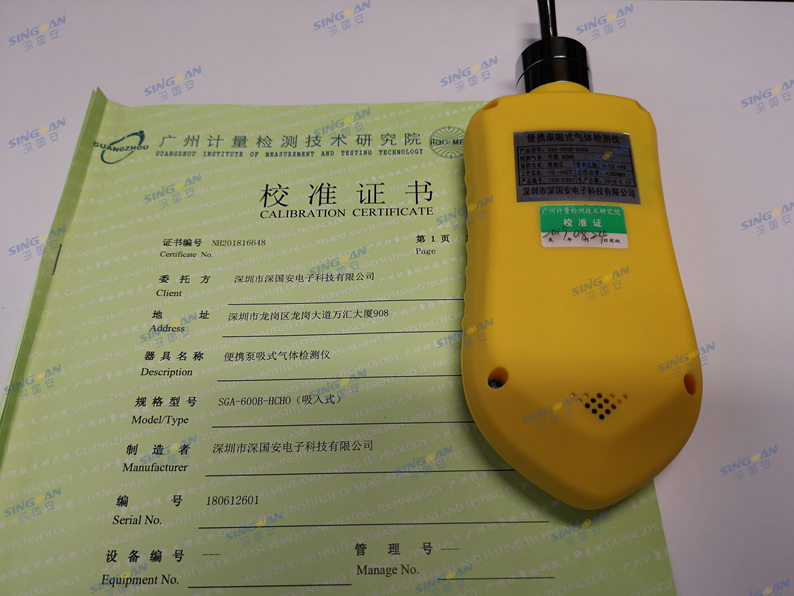 GUANGZHOU
广州计量检测技术研究院
GUANGZHOU INSTITUTE OF MEASUREMENT AND TESTING TECHNOLOGY
校准证书
CALIBRATION CERTIFICATE
证书编号 NH201816648
Certificate No.
第 1 页
Page
委托方 深圳市深国安电子科技有限公司
Client
地址 深圳市龙岗区龙岗大道万汇大厦908
Address
器具名称 便携泵吸式气体检测仪
Description
规格型号 SGA-600B-HCHO（吸入式）
Model/Type
制造者 深圳市深国安电子科技有限公司
Manufacturer
编号 180612601
Serial No.
设备编号 —— 管理号 ——
Equipment No. Manage No.
便携泵吸式气体检测仪
深圳市深国安电子科技有限公司
广州计量检测技术研究院
校准证
SINGOAN
深国安